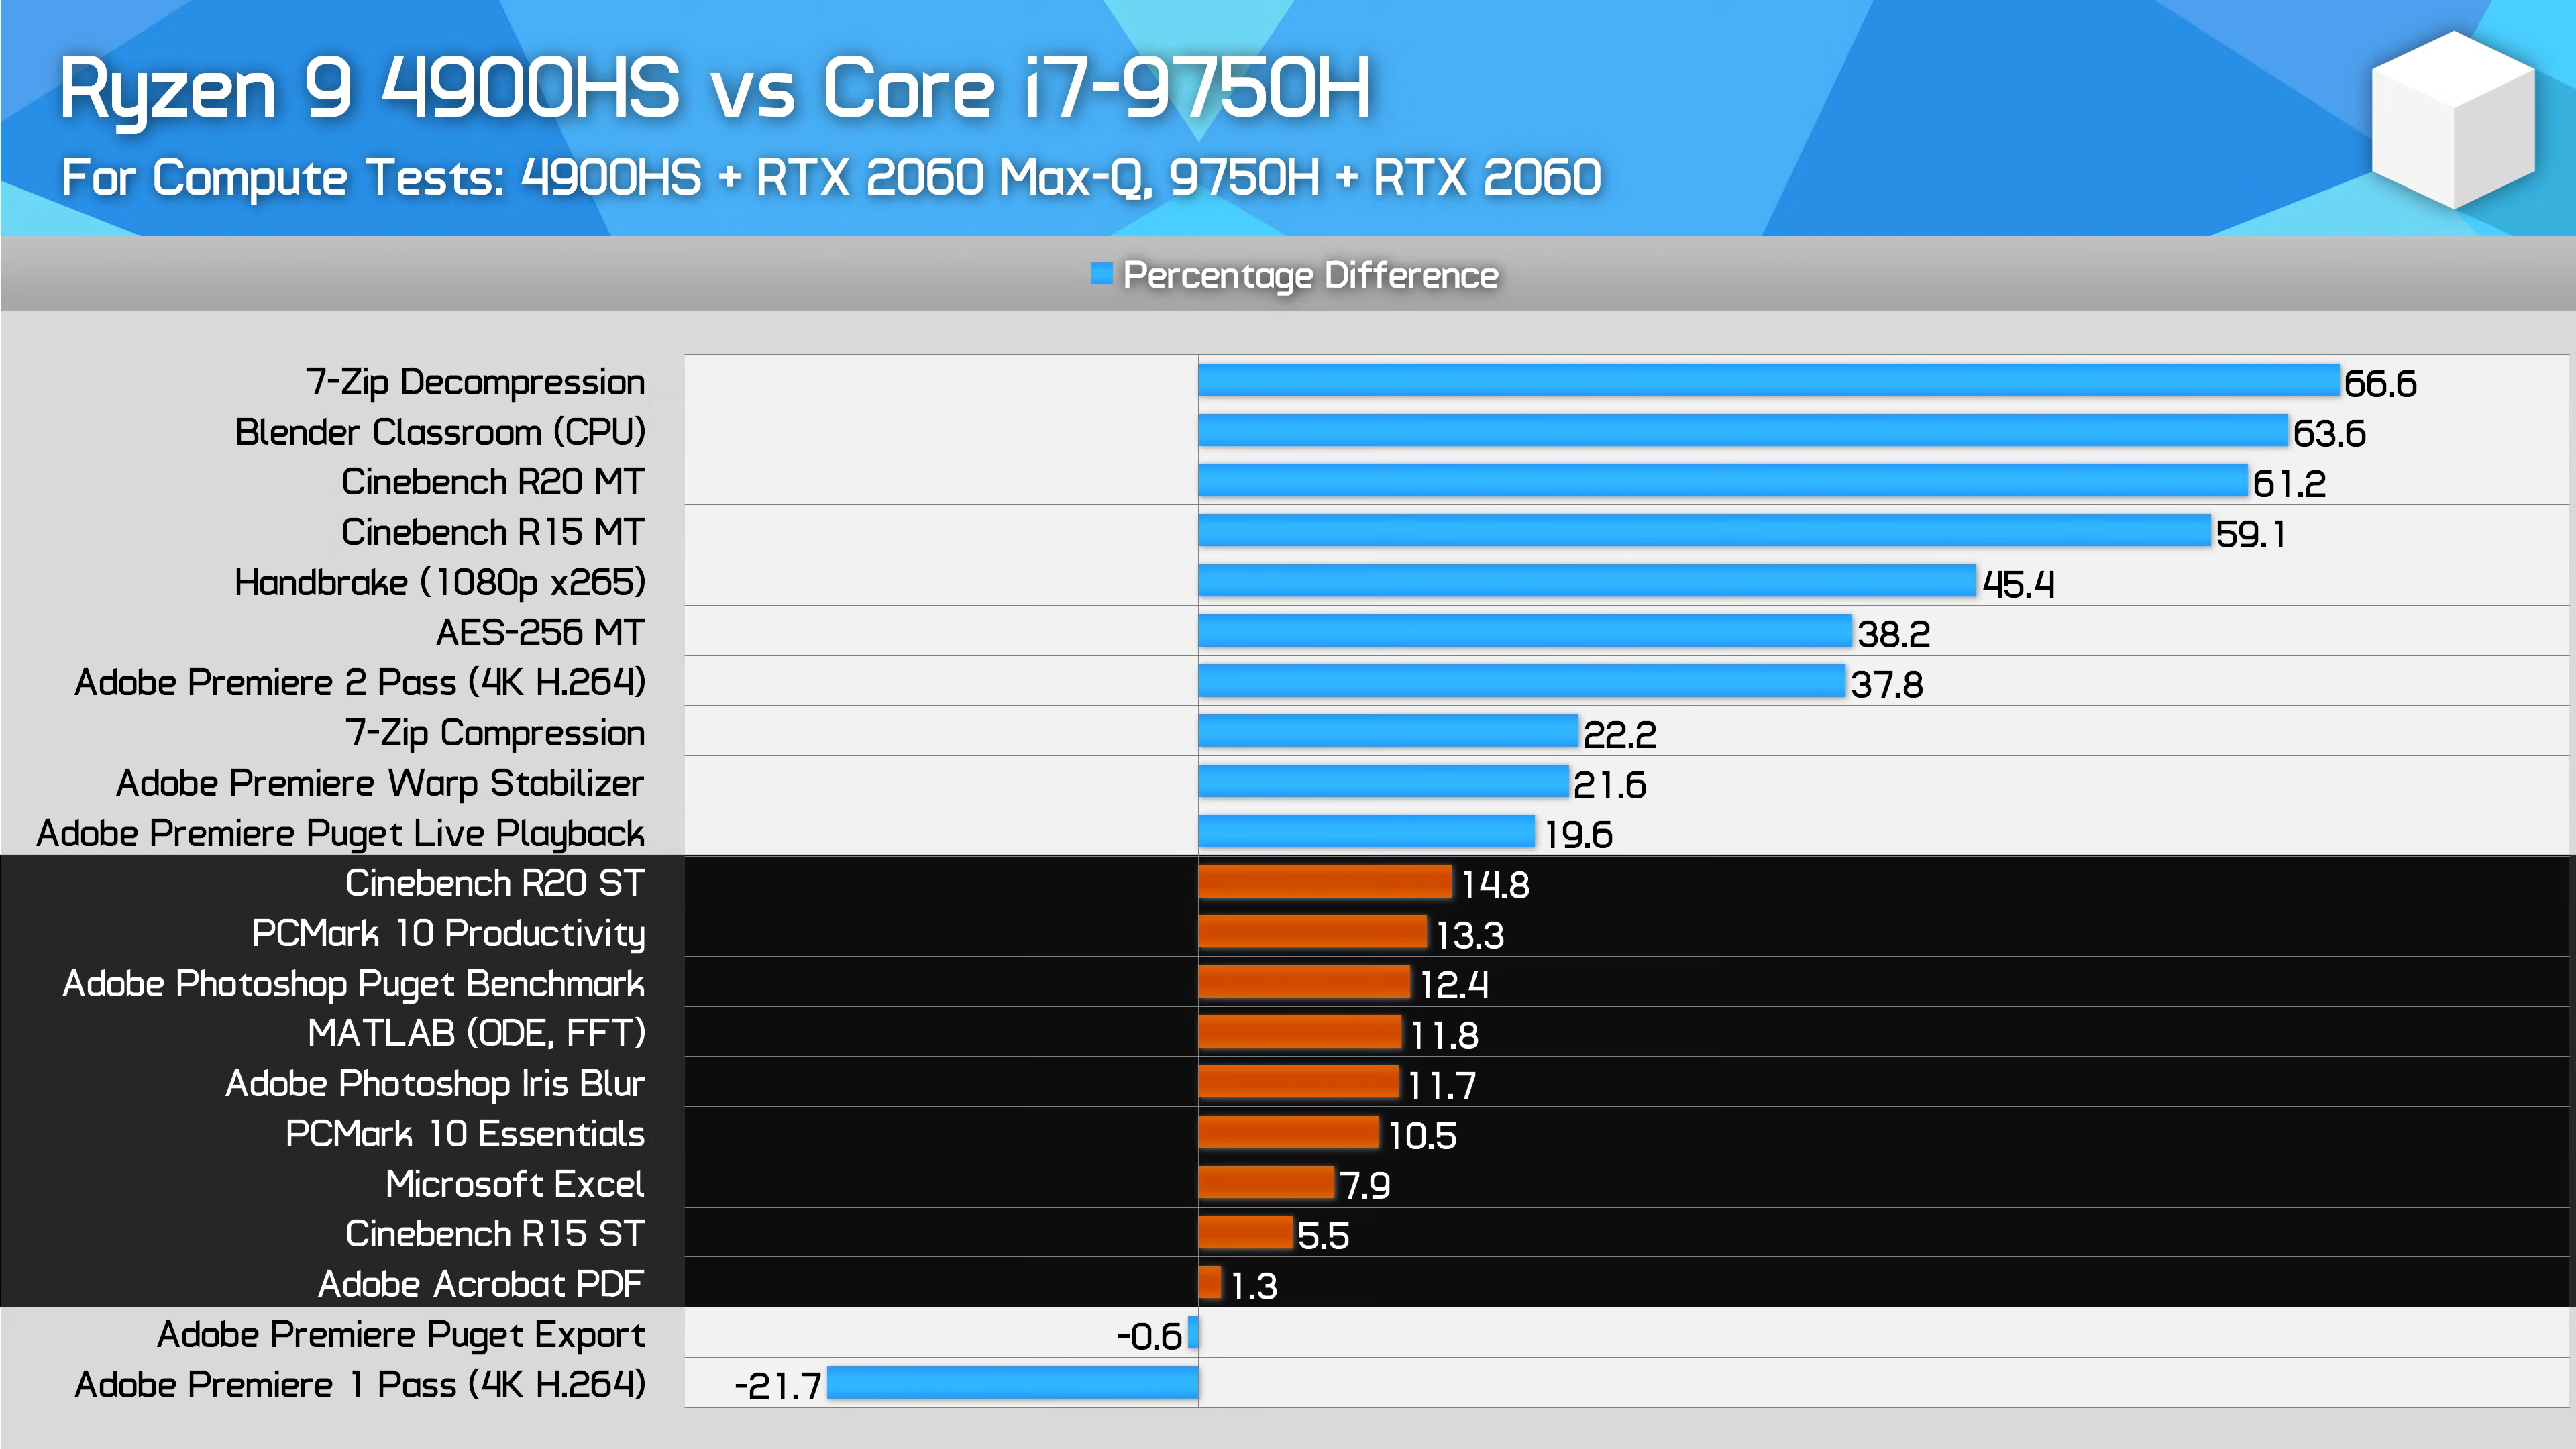 Ryzen 9 4900HS vs Core i7-9750H
For Compute Tests: 4900HS + RTX 2060 Max-Q, 9750H + RTX 2060
Percentage Difference
7-Zip Decompression 66.6
Blender Classroom (CPU) 63.6
Cinebench R20 MT 61.2
Cinebench R15 MT 59.1
Handbrake (1080p x265) 45.4
AES-256 MT 38.2
Adobe Premiere 2 Pass (4K H.264) 37.8
7-Zip Compression 22.2
Adobe Premiere Warp Stabilizer 21.6
Adobe Premiere Puget Live Playback 19.6
Cinebench R20 ST 14.8
PCMark 10 Productivity 13.3
Adobe Photoshop Puget Benchmark 12.4
MATLAB (ODE, FFT) 11.8
Adobe Photoshop Iris Blur 11.7
PCMark 10 Essentials 10.5
Microsoft Excel 7.9
Cinebench R15 ST 5.5
Adobe Acrobat PDF 1.3
Adobe Premiere Puget Export -0.6
Adobe Premiere 1 Pass (4K H.264) -21.7